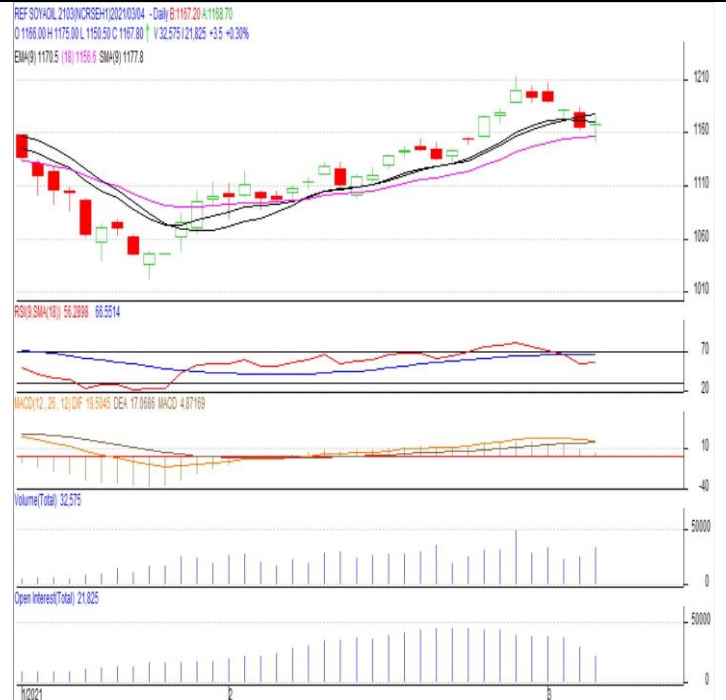 REF SOYAOIL 2103(NCRSEH1)2021/03/04 - Daily B:1167.20 A:1168.70
O 1166.00 H 1175.00 L 1150.50 C 1167.80 ↑ V 32,575 I 21,825 +3.5 +0.30%
EMA(9) 1170.5 (18) 1156.6 SMA(9) 1177.8
1210
1160
1110
1060
1010
RSI(9,SMA(18)) 56.2898 66.5514
70
20
MACD(12, 26, 12) DIF 19.5045 DEA 17.0686 MACD 4.87169
10
-40
Volume(Total) 32,575
50000
0
Open Interest(Total) 21,825
50000
0
1/2021 2 3